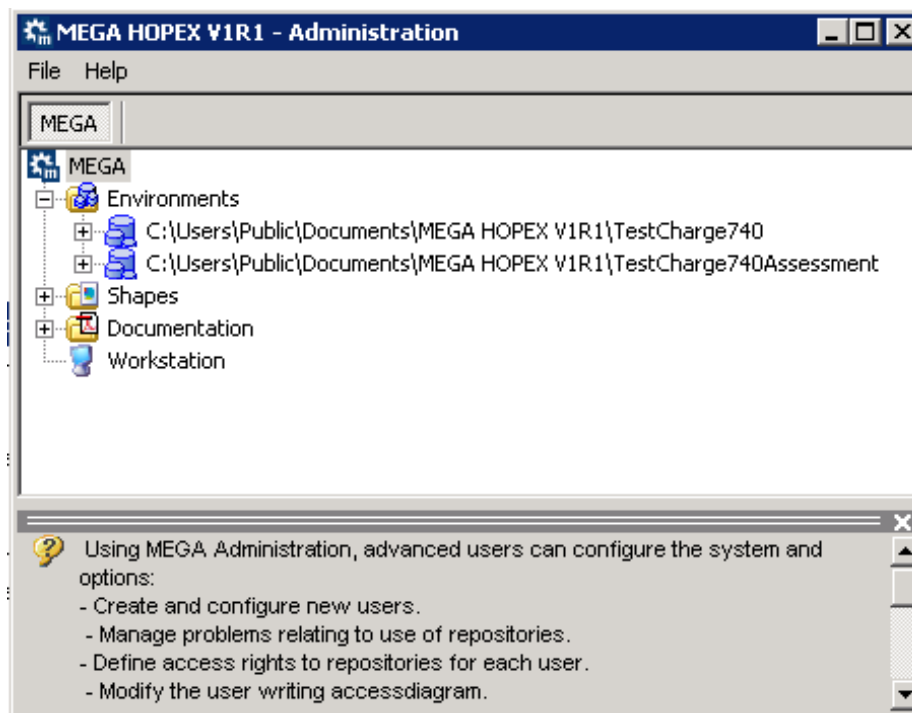 MEGA HOPEX V1R1 - Administration
File Help
MEGA
MEGA
Environments
C:\Users\Public\Documents\MEGA HOPEX V1R1\TestCharge740
C:\Users\Public\Documents\MEGA HOPEX V1R1\TestCharge740Assessment
Shapes
Documentation
Workstation
Using MEGA Administration, advanced users can configure the system and
options:
- Create and configure new users.
- Manage problems relating to use of repositories.
- Define access rights to repositories for each user.
- Modify the user writing accessdiagram.